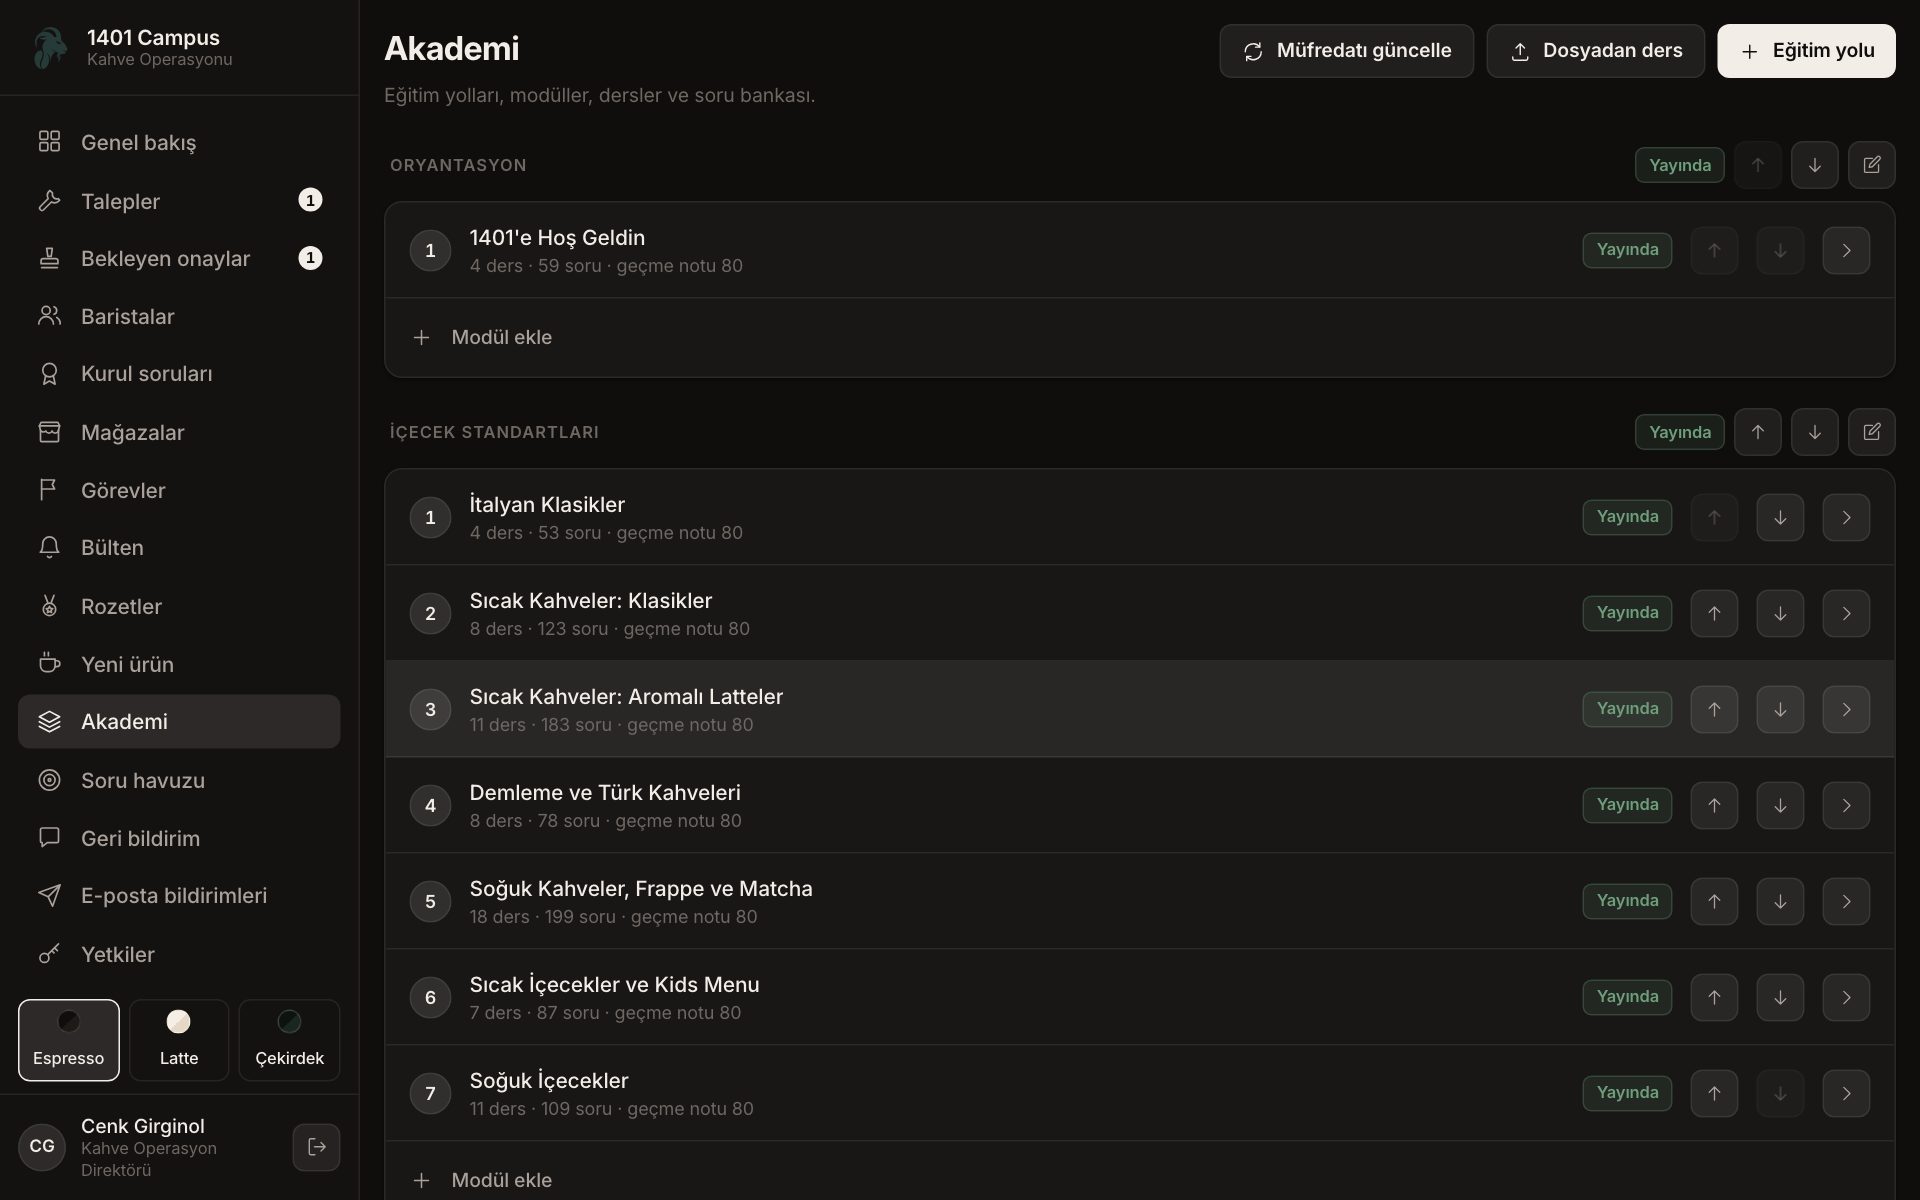 1401 Campus
Kahve Operasyonu
Genel bakış
Talepler 1
Bekleyen onaylar 1
Baristalar
Kurul soruları
Mağazalar
Görevler
Bülten
Rozetler
Yeni ürün
Akademi
Soru havuzu
Geri bildirim
E-posta bildirimleri
Yetkiler
Espresso Latte Çekirdek
CG
Cenk Girginol
Kahve Operasyon
Direktörü
Akademi
Müfredatı güncelle Dosyadan ders Eğitim yolu
Eğitim yolları, modüller, dersler ve soru bankası.
ORYANTASYON Yayında
1 1401'e Hoş Geldin Yayında
4 ders · 59 soru · geçme notu 80
Modül ekle
İÇECEK STANDARTLARI Yayında
1 İtalyan Klasikler Yayında
4 ders · 53 soru · geçme notu 80
2 Sıcak Kahveler: Klasikler Yayında
8 ders · 123 soru · geçme notu 80
3 Sıcak Kahveler: Aromalı Latteler Yayında
11 ders · 183 soru · geçme notu 80
4 Demleme ve Türk Kahveleri Yayında
8 ders · 78 soru · geçme notu 80
5 Soğuk Kahveler, Frappe ve Matcha Yayında
18 ders · 199 soru · geçme notu 80
6 Sıcak İçecekler ve Kids Menu Yayında
7 ders · 87 soru · geçme notu 80
7 Soğuk İçecekler Yayında
11 ders · 109 soru · geçme notu 80
Modül ekle